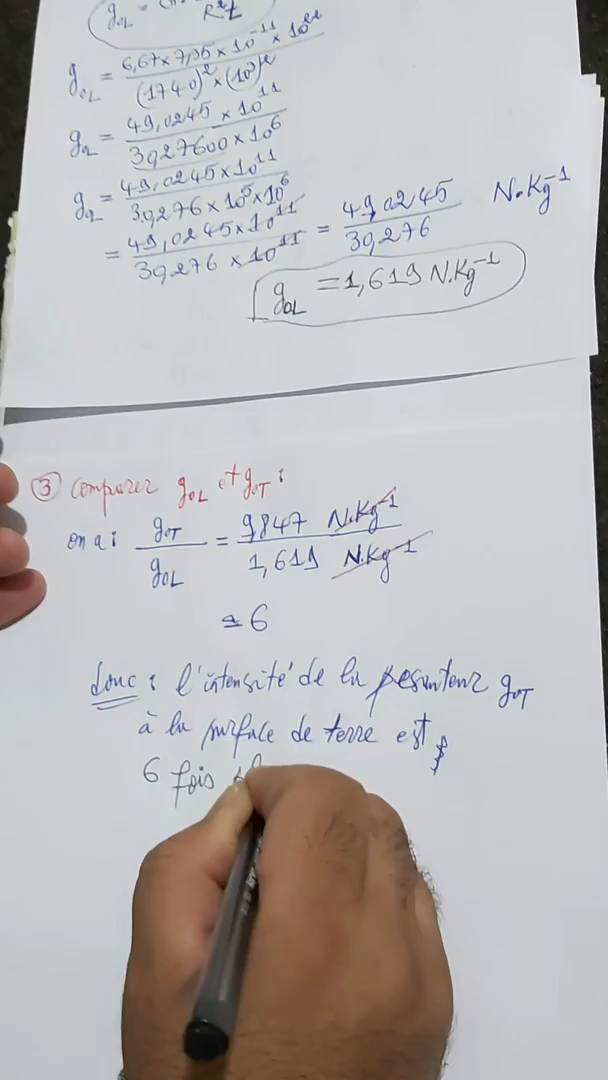 g₀L =
R²L
g₀L = 6,67×7,35×10⁻¹¹×10²² / (1740)²×(10³)²
g₀L = 49,0245 ×10¹¹ / 3027600×10⁶
g₀L = 49,0245×10¹¹ / 30,276 ×10⁵×10⁶
= 49,0245×10¹¹ / 30,276 ×10¹¹ = 49,0245 / 30,276 N.Kg⁻¹
g₀L = 1,619 N.Kg⁻¹
③ Comparer g₀L et g₀T :
on a : g₀T / g₀L = 9,847 N.Kg⁻¹ / 1,619 N.Kg⁻¹
≃ 6
donc : l'intensité de la pesanteur g₀T
à la surface de terre est
6 fois